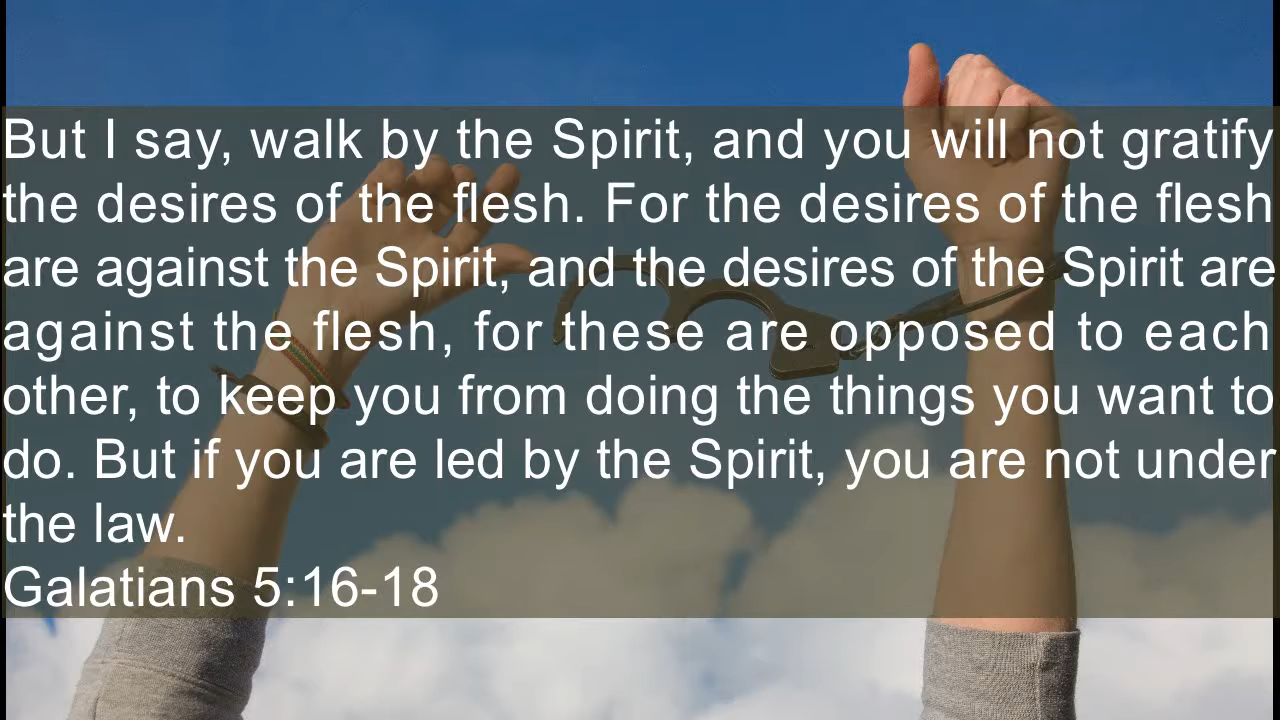 But I say, walk by the Spirit, and you will not gratify
the desires of the flesh. For the desires of the flesh
are against the Spirit, and the desires of the Spirit are
against the flesh, for these are opposed to each
other, to keep you from doing the things you want to
do. But if you are led by the Spirit, you are not under
the law.
Galatians 5:16-18